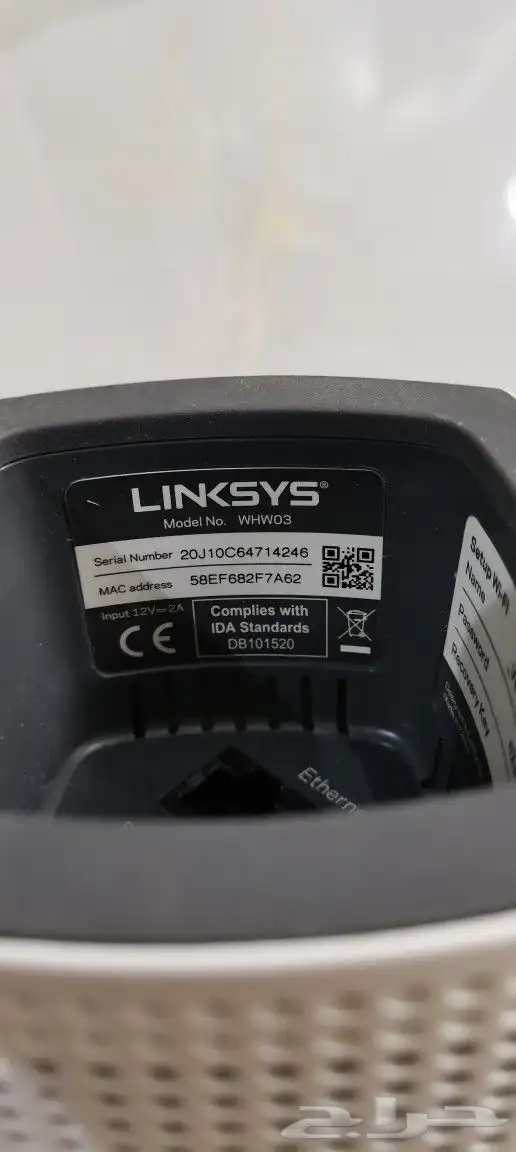 LINKSYS®
Model No. WHW03
Serial Number 20J10C64714246
MAC address 58EF682F7A62
Input 12V⎓2A
CE
Complies with
IDA Standards
DB101520
Setup Wi-Fi
Name
Password
Recovery Key
حراج